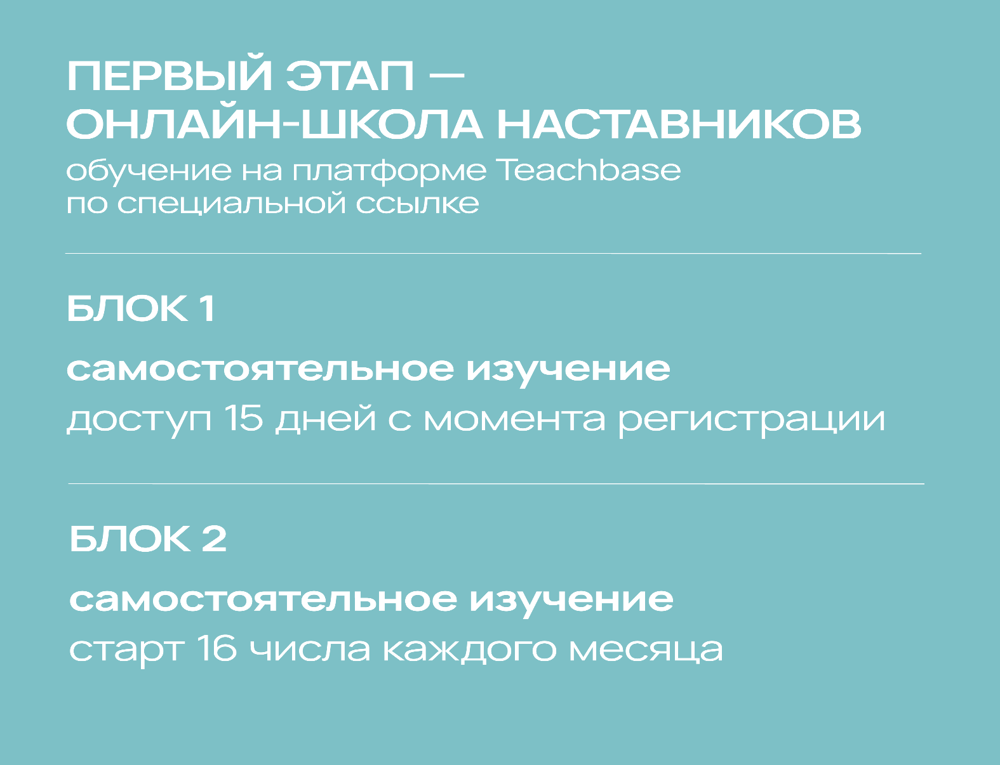 ПЕРВЫЙ ЭТАП —
ОНЛАЙН-ШКОЛА НАСТАВНИКОВ
обучение на платформе Teachbase
по специальной ссылке
БЛОК 1
самостоятельное изучение
доступ 15 дней с момента регистрации
БЛОК 2
самостоятельное изучение
старт 16 числа каждого месяца